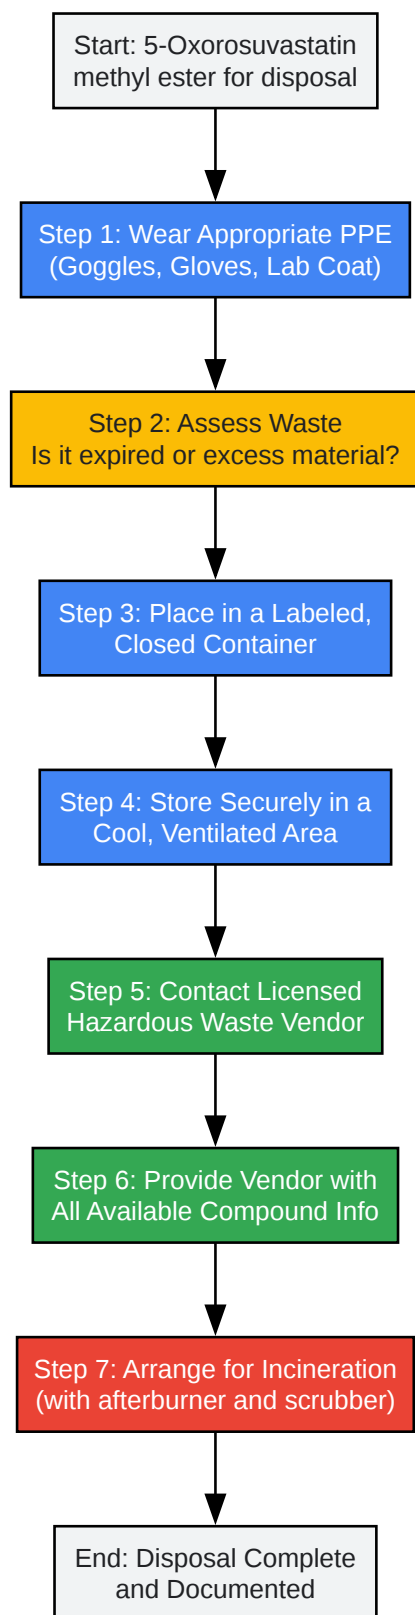 Start: 5-Oxorosuvastatin
methyl ester for disposal
Step 1: Wear Appropriate PPE
(Goggles, Gloves, Lab Coat)
Step 2: Assess Waste
Is it expired or excess material?
Step 3: Place in a Labeled,
Closed Container
Step 4: Store Securely in a
Cool, Ventilated Area
Step 5: Contact Licensed
Hazardous Waste Vendor
Step 6: Provide Vendor with
All Available Compound Info
Step 7: Arrange for Incineration
(with afterburner and scrubber)
End: Disposal Complete
and Documented